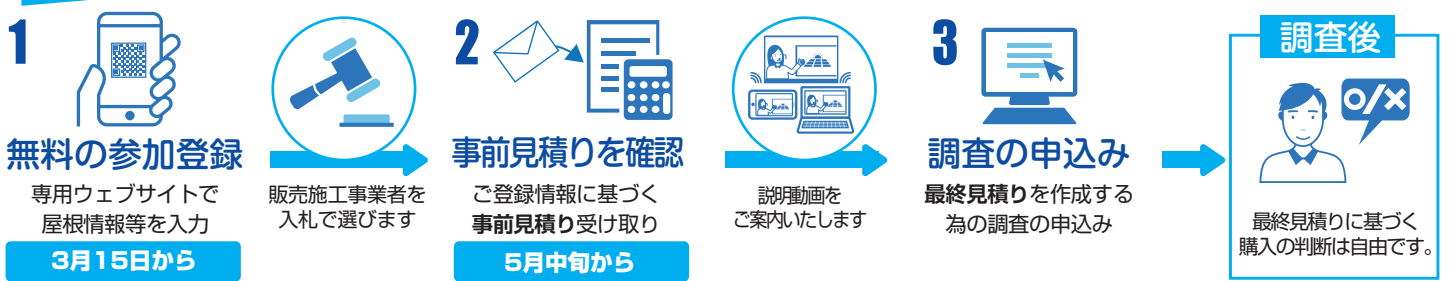 1
無料の参加登録
専用ウェブサイトで
屋根情報等を入力
3月15日から
販売施工事業者を
入札で選びます
2
事前見積りを確認
ご登録情報に基づく
事前見積り受け取り
5月中旬から
説明動画を
ご案内いたします
3
調査の申込み
最終見積りを作成する
為の調査の申込み
調査後
o/x
最終見積りに基づく
購入の判断は自由です。